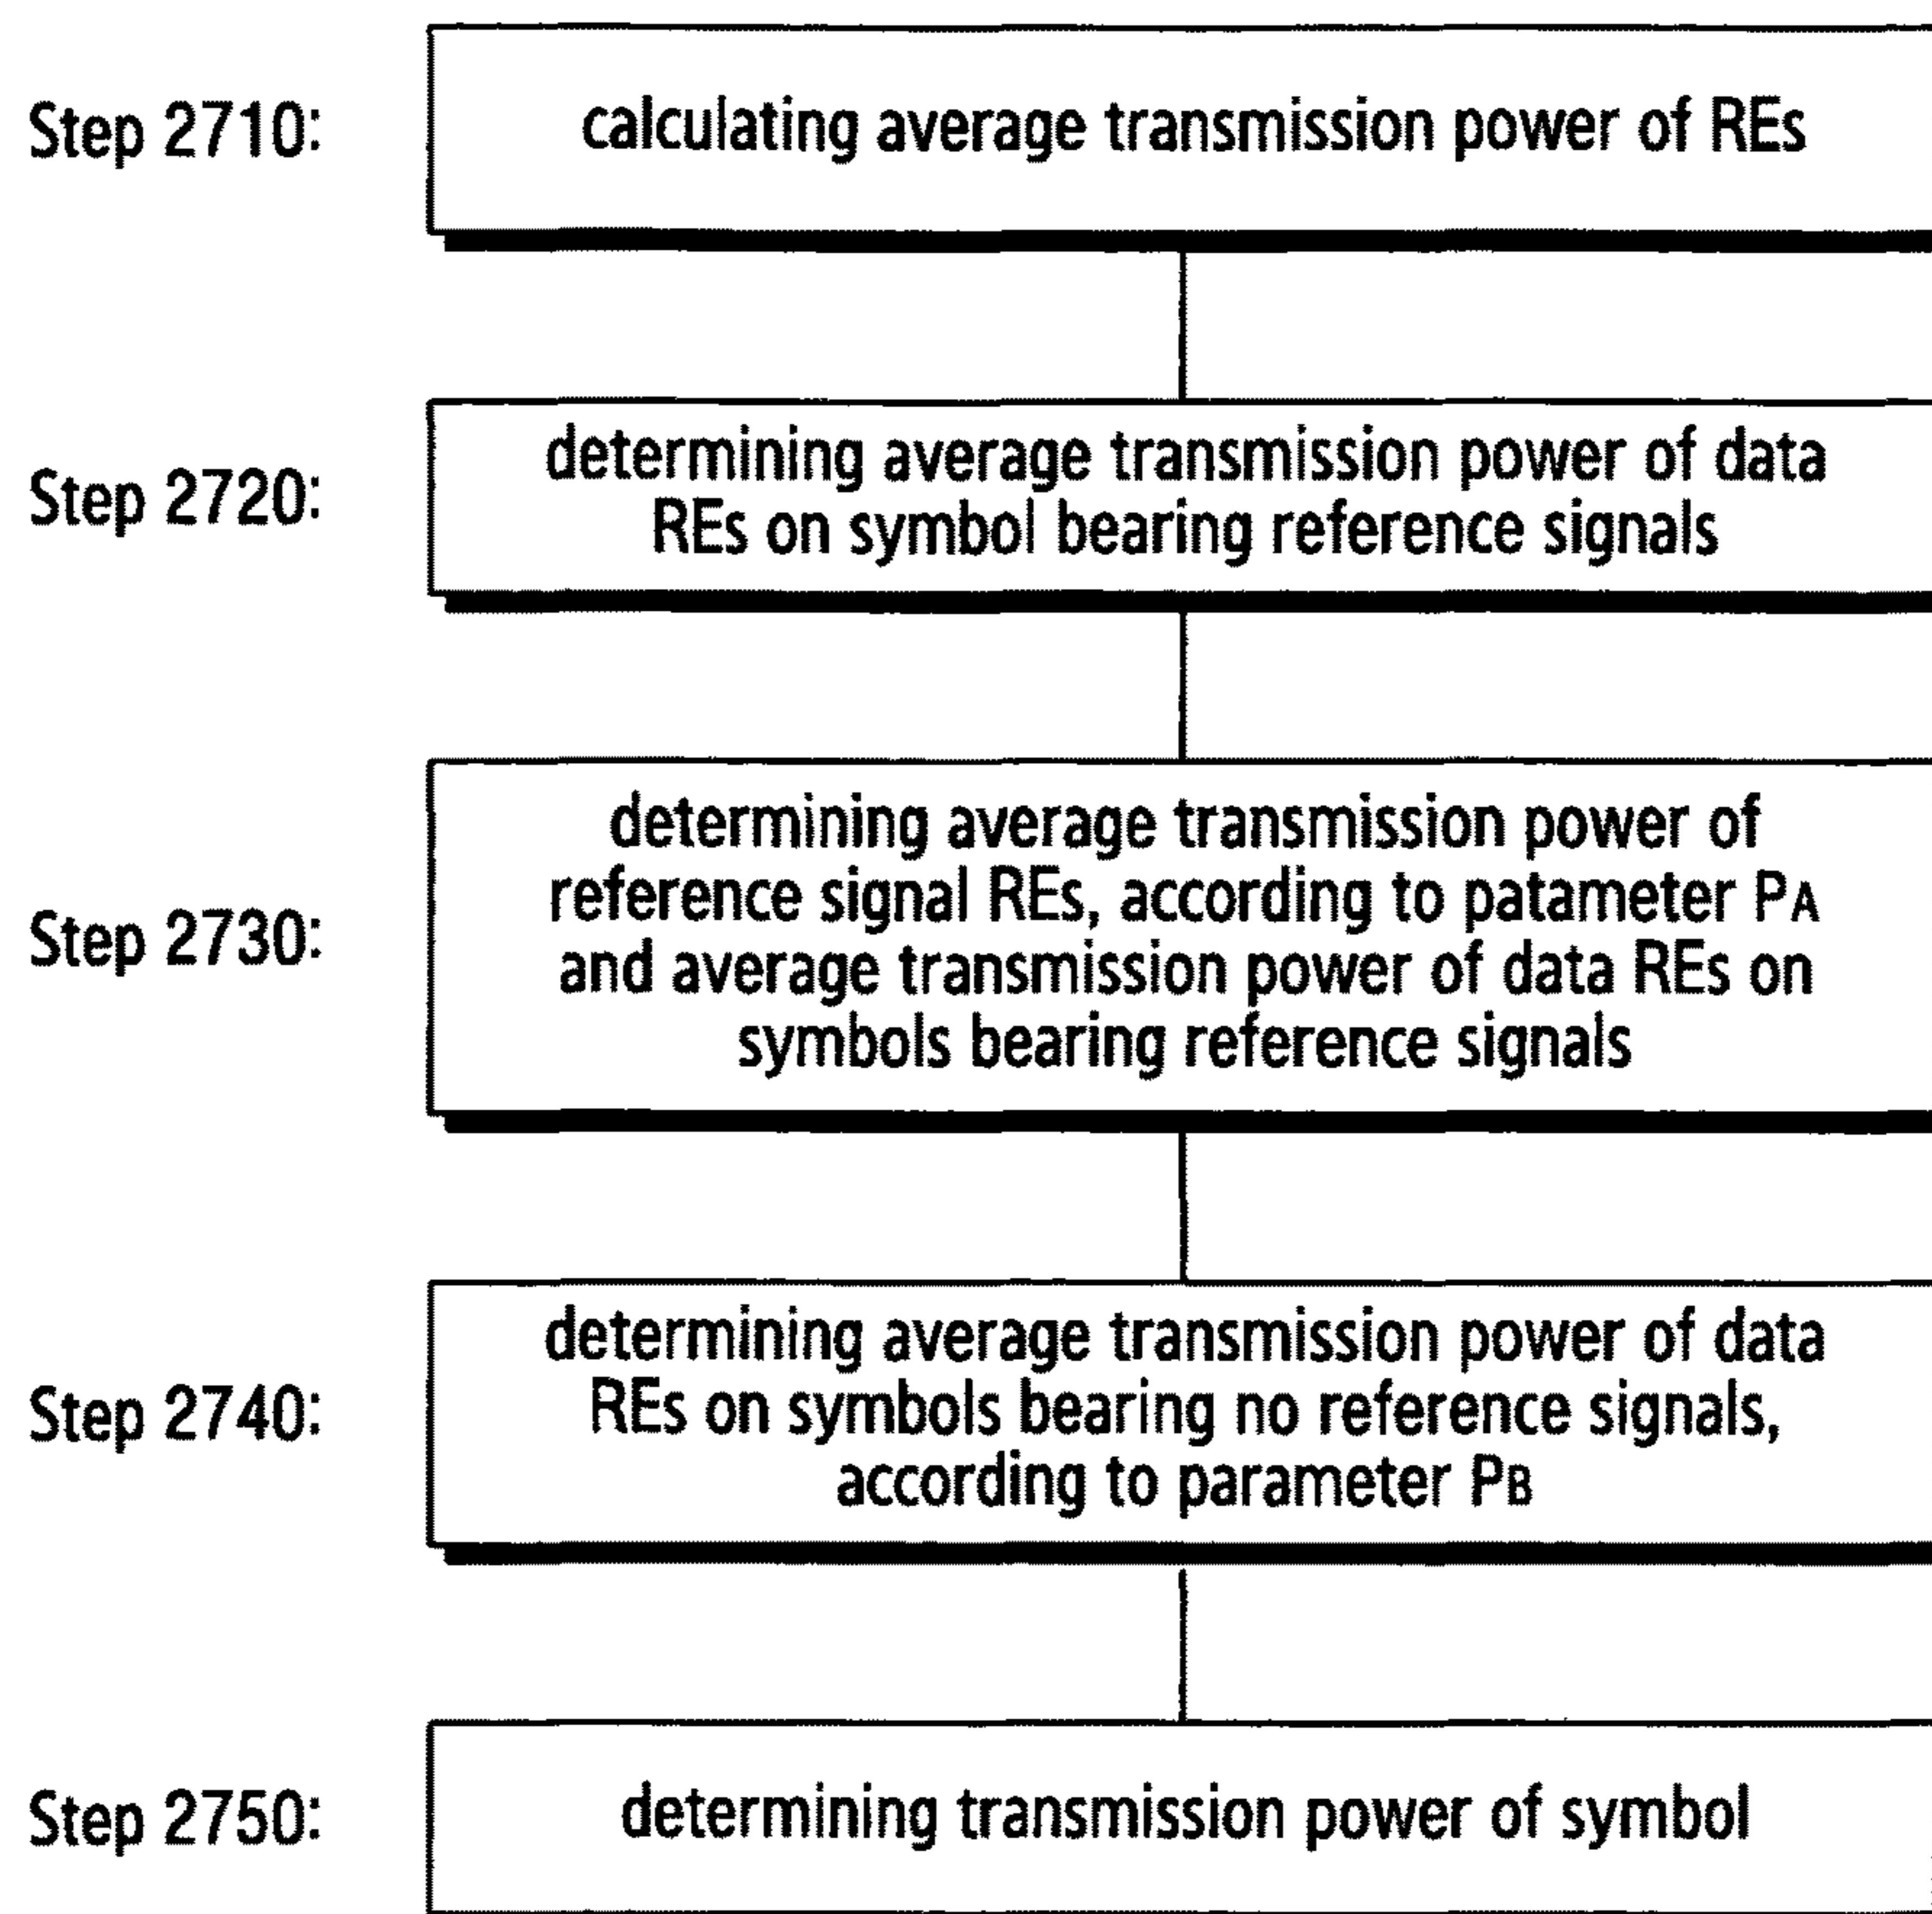 Step 2710:
calculating average transmission power of REs
Step 2720:
determining average transmission power of data
REs on symbol bearing reference signals
Step 2730:
determining average transmission power of
reference signal REs, according to patameter PA
and average transmission power of data REs on
symbols bearing reference signals
Step 2740:
determining average transmission power of data
REs on symbols bearing no reference signals,
according to parameter PB
Step 2750:
determining transmission power of symbol